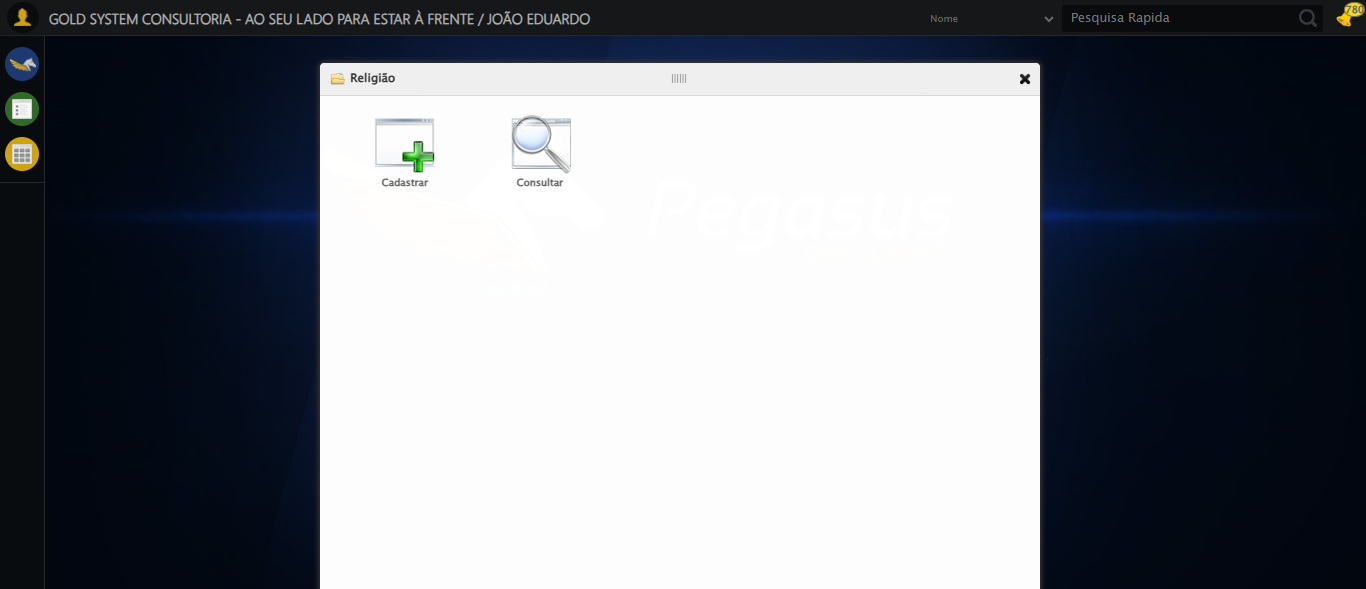 GOLD SYSTEM CONSULTORIA - AO SEU LADO PARA ESTAR À FRENTE / JOÃO EDUARDO
Nome
Pesquisa Rapida
780
Religião
Cadastrar
Consultar
Pegasus